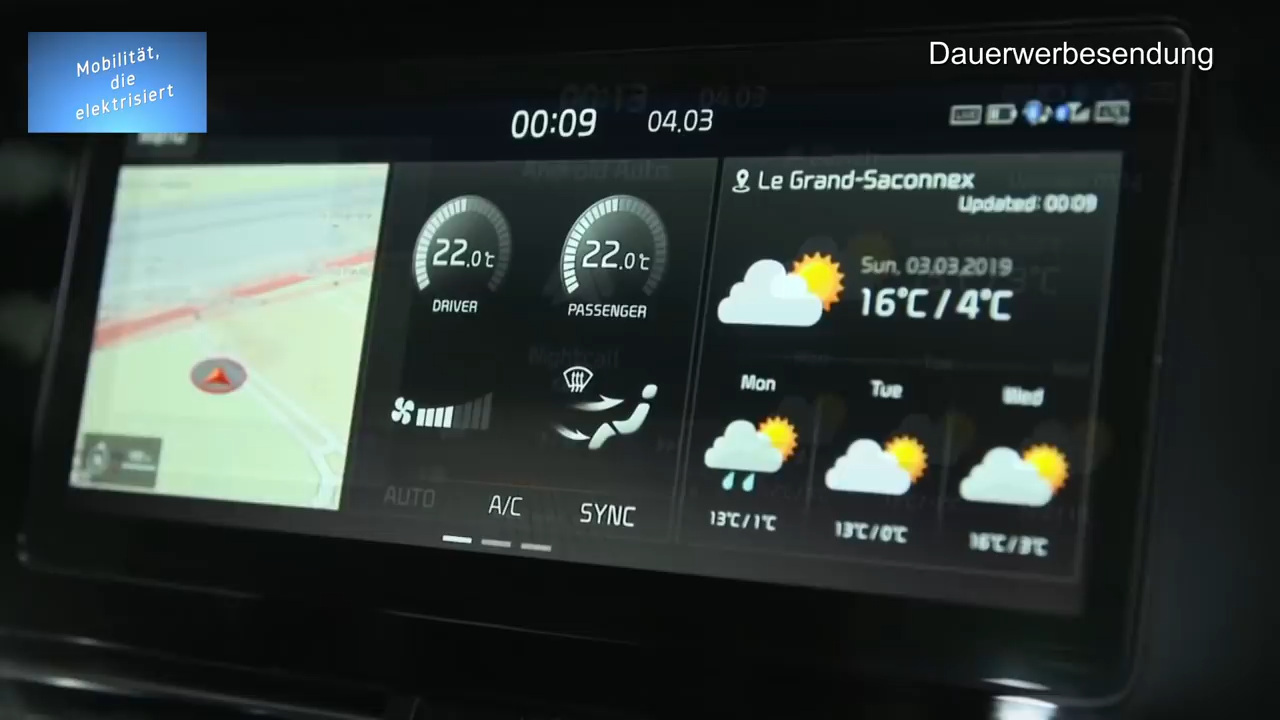 Mobilität,
die
elektrisiert
Dauerwerbesendung
00:09 04.03
Le Grand-Saconnex
Updated: 00:09
22.0°C
DRIVER
22.0°C
PASSENGER
Sun, 03.03.2019
16°C / 4°C
Mon
Tue
Wed
13°C / 1°C
13°C / 0°C
16°C / 3°C
AUTO
A/C
SYNC